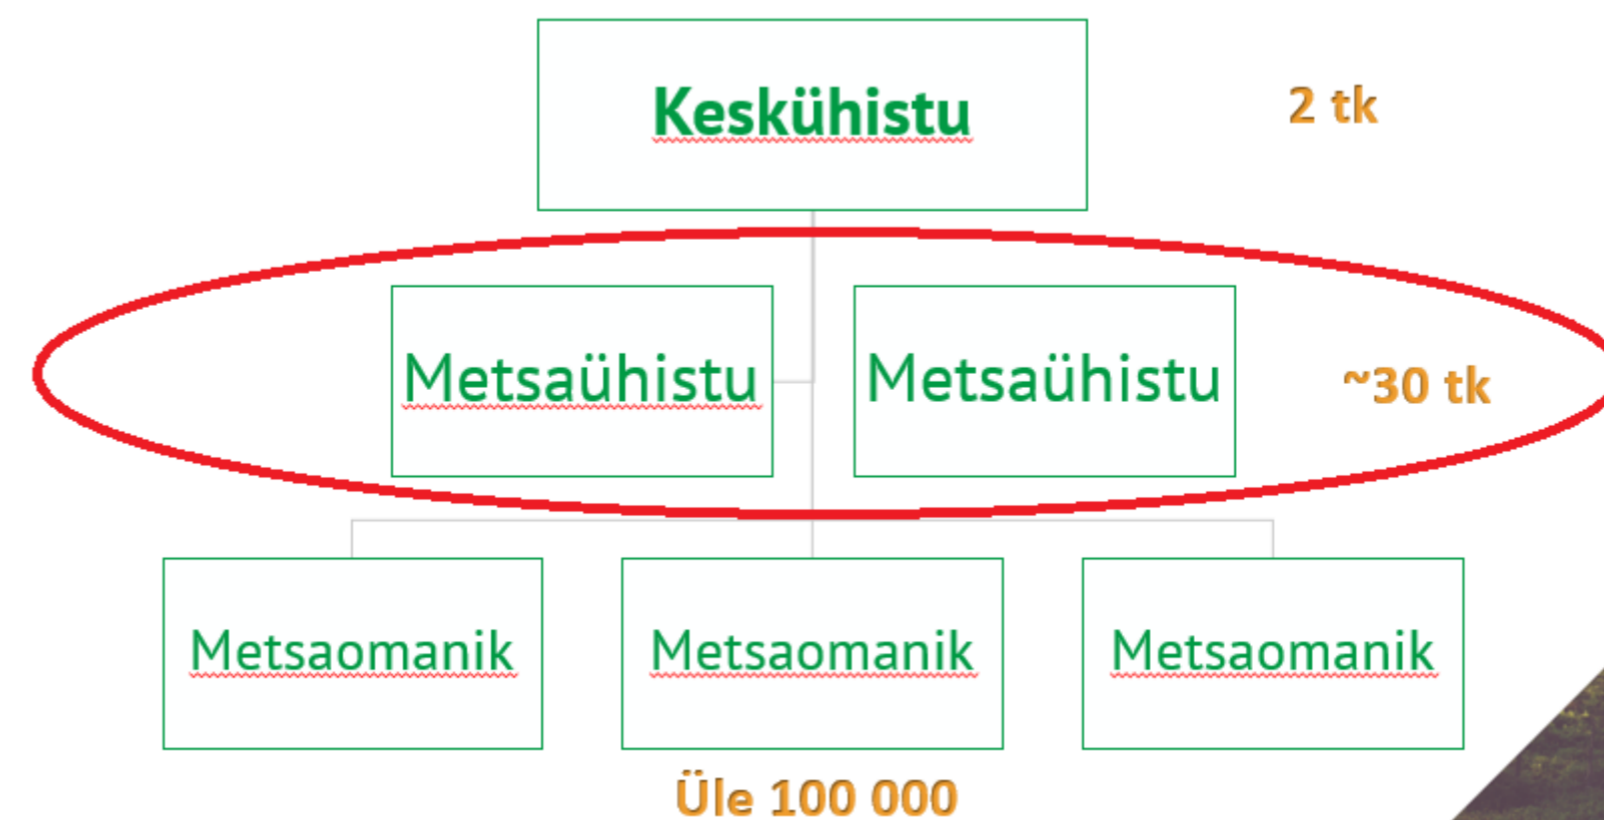 Keskühistu
2 tk
Metsaühistu
Metsaühistu
~30 tk
Metsaomanik
Metsaomanik
Metsaomanik
Üle 100 000